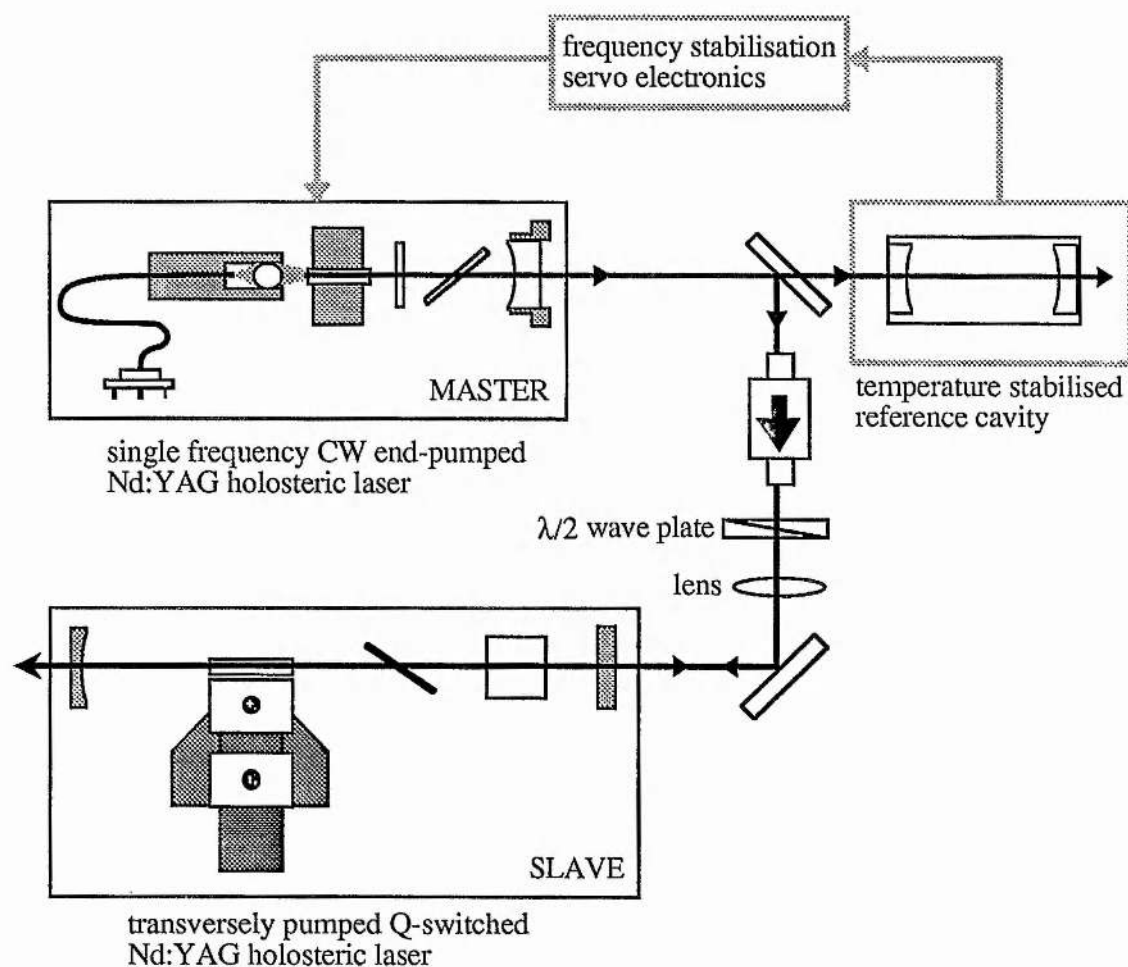 frequency stabilisation
servo electronics
MASTER
single frequency CW end-pumped
Nd:YAG holosteric laser
temperature stabilised
reference cavity
λ/2 wave plate
lens
SLAVE
transversely pumped Q-switched
Nd:YAG holosteric laser